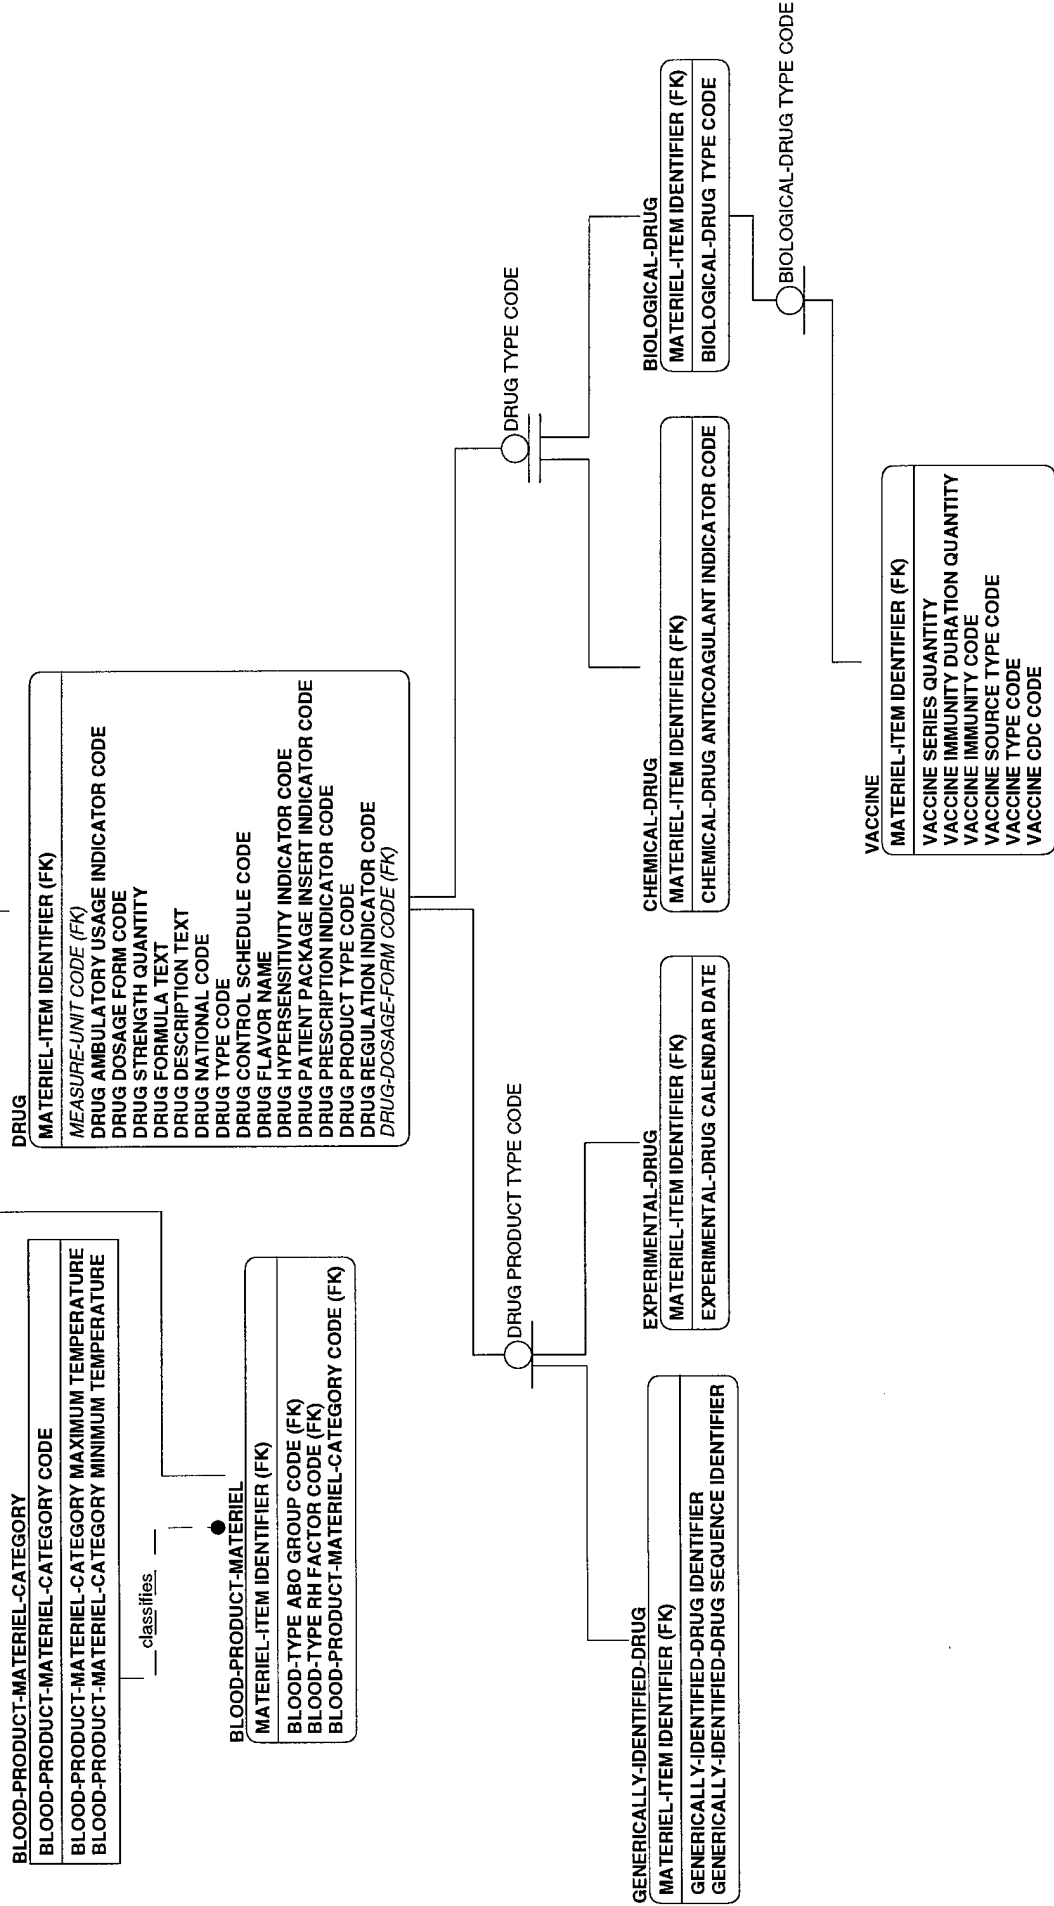 BLOOD-PRODUCT-MATERIEL-CATEGORY
BLOOD-PRODUCT-MATERIEL-CATEGORY CODE
BLOOD-PRODUCT-MATERIEL-CATEGORY MAXIMUM TEMPERATURE
BLOOD-PRODUCT-MATERIEL-CATEGORY MINIMUM TEMPERATURE
classifies
BLOOD-PRODUCT-MATERIEL
MATERIEL-ITEM IDENTIFIER (FK)
BLOOD-TYPE ABO GROUP CODE (FK)
BLOOD-TYPE RH FACTOR CODE (FK)
BLOOD-PRODUCT-MATERIEL-CATEGORY CODE (FK)
DRUG
MATERIEL-ITEM IDENTIFIER (FK)
MEASURE-UNIT CODE (FK)
DRUG AMBULATORY USAGE INDICATOR CODE
DRUG DOSAGE FORM CODE
DRUG STRENGTH QUANTITY
DRUG FORMULA TEXT
DRUG DESCRIPTION TEXT
DRUG NATIONAL CODE
DRUG TYPE CODE
DRUG CONTROL SCHEDULE CODE
DRUG FLAVOR NAME
DRUG HYPERSENSITIVITY INDICATOR CODE
DRUG PATIENT PACKAGE INSERT INDICATOR CODE
DRUG PRESCRIPTION INDICATOR CODE
DRUG PRODUCT TYPE CODE
DRUG REGULATION INDICATOR CODE
DRUG-DOSAGE-FORM CODE (FK)
DRUG PRODUCT TYPE CODE
DRUG TYPE CODE
GENERICALLY-IDENTIFIED-DRUG
MATERIEL-ITEM IDENTIFIER (FK)
GENERICALLY-IDENTIFIED-DRUG IDENTIFIER
GENERICALLY-IDENTIFIED-DRUG SEQUENCE IDENTIFIER
EXPERIMENTAL-DRUG
MATERIEL-ITEM IDENTIFIER (FK)
EXPERIMENTAL-DRUG CALENDAR DATE
CHEMICAL-DRUG
MATERIEL-ITEM IDENTIFIER (FK)
CHEMICAL-DRUG ANTICOAGULANT INDICATOR CODE
BIOLOGICAL-DRUG
MATERIEL-ITEM IDENTIFIER (FK)
BIOLOGICAL-DRUG TYPE CODE
BIOLOGICAL-DRUG TYPE CODE
VACCINE
MATERIEL-ITEM IDENTIFIER (FK)
VACCINE SERIES QUANTITY
VACCINE IMMUNITY DURATION QUANTITY
VACCINE IMMUNITY CODE
VACCINE SOURCE TYPE CODE
VACCINE TYPE CODE
VACCINE CDC CODE